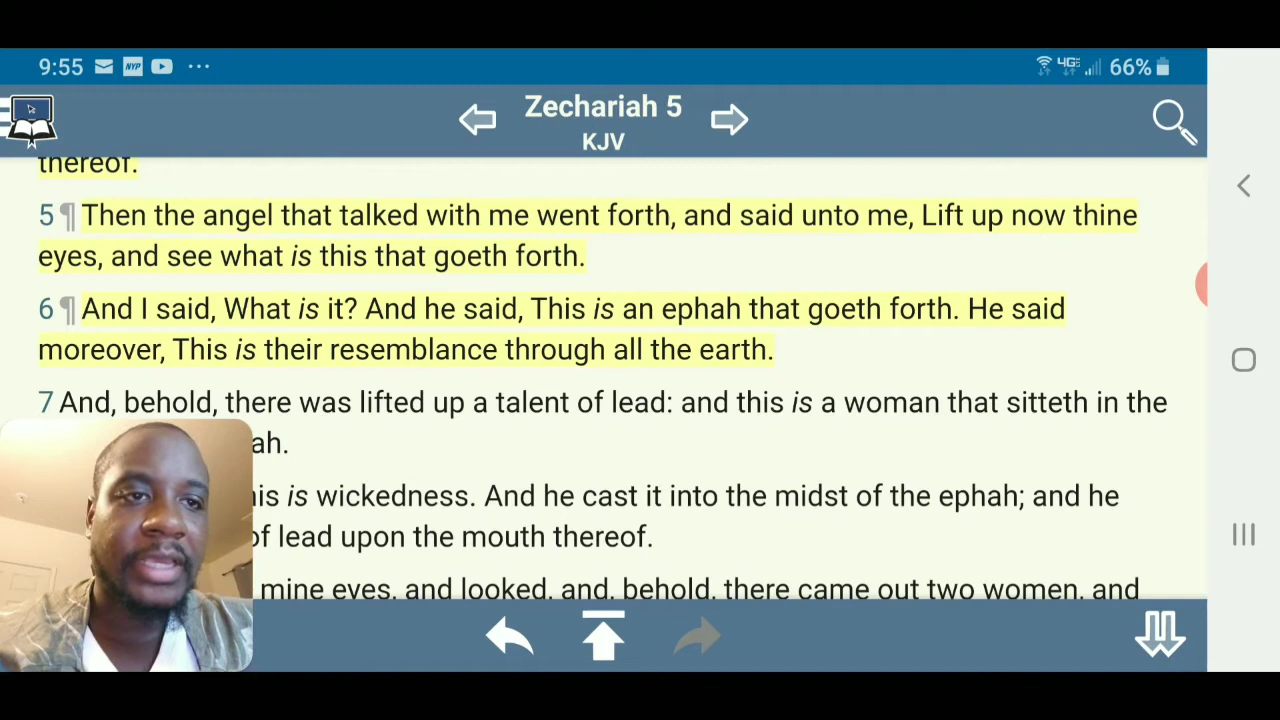 9:55 NYP ... 4GE 66%
Zechariah 5
KJV
thereof.
5 ¶ Then the angel that talked with me went forth, and said unto me, Lift up now thine
eyes, and see what is this that goeth forth.
6 ¶ And I said, What is it? And he said, This is an ephah that goeth forth. He said
moreover, This is their resemblance through all the earth.
7 And, behold, there was lifted up a talent of lead: and this is a woman that sitteth in the
ah.
his is wickedness. And he cast it into the midst of the ephah; and he
of lead upon the mouth thereof.
mine eyes, and looked, and, behold, there came out two women, and